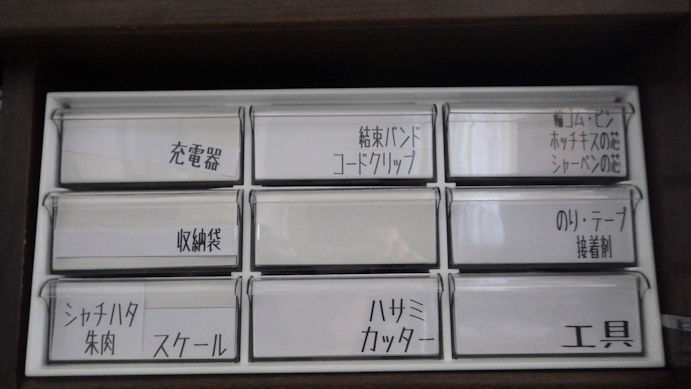 充電器
結束バンド
コードクリップ
輪ゴム・ピン
ホッチキスの芯
シャーペンの芯
収納袋
のり・テープ
接着剤
シャチハタ
朱肉
スケール
ハサミ
カッター
工具